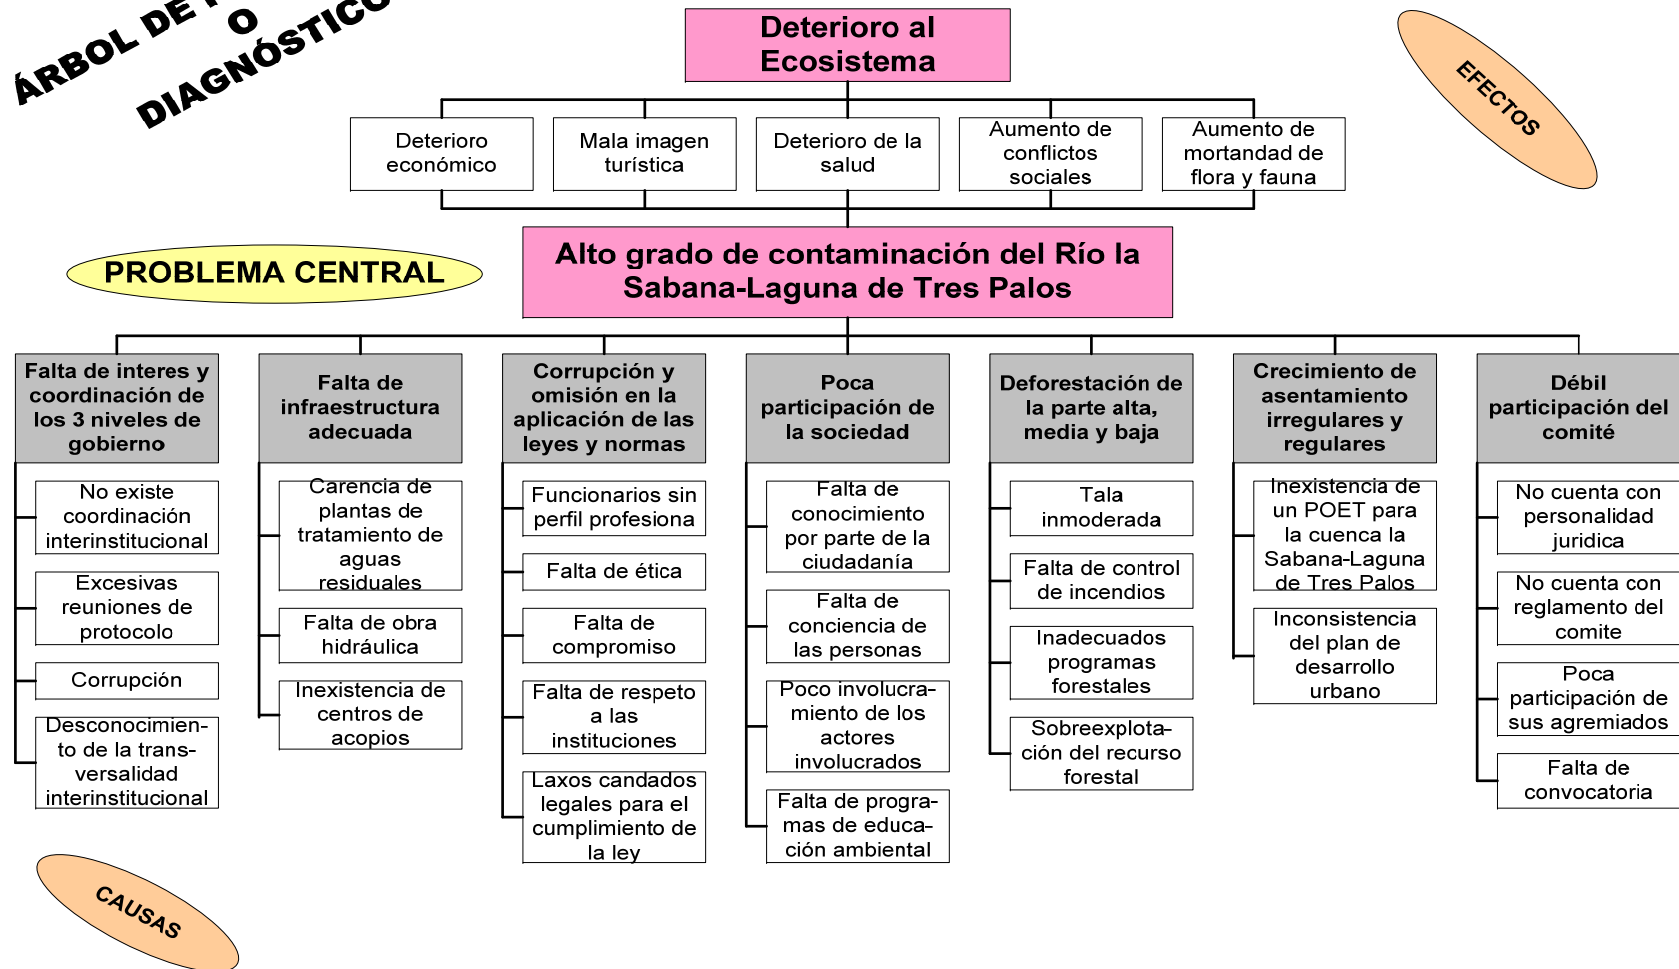 ÁRBOL DE
O
DIAGNÓSTICO
Deterioro al
Ecosistema
EFECTOS
Deterioro
económico
Mala imagen
turística
Deterioro de la
salud
Aumento de
conflictos
sociales
Aumento de
mortandad de
flora y fauna
PROBLEMA CENTRAL
Alto grado de contaminación del Río la
Sabana-Laguna de Tres Palos
Falta de interes y
coordinación de
los 3 niveles de
gobierno
No existe
coordinación
interinstitucional
Excesivas
reuniones de
protocolo
Corrupción
Desconocimien-
to de la trans-
versalidad
interinstitucional
Falta de
infraestructura
adecuada
Carencia de
plantas de
tratamiento de
aguas
residuales
Falta de obra
hidráulica
Inexistencia de
centros de
acopios
Corrupción y
omisión en la
aplicación de las
leyes y normas
Funcionarios sin
perfil profesiona
Falta de ética
Falta de
compromiso
Falta de respeto
a las
instituciones
Laxos candados
legales para el
cumplimiento de
la ley
Poca
participación de
la sociedad
Falta de
conocimiento
por parte de la
ciudadanía
Falta de
conciencia de
las personas
Poco involucra-
miento de los
actores
involucrados
Falta de progra-
mas de educa-
ción ambiental
Deforestación de
la parte alta,
media y baja
Tala
inmoderada
Falta de control
de incendios
Inadecuados
programas
forestales
Sobreexplota-
ción del recurso
forestal
Crecimiento de
asentamiento
irregulares y
regulares
Inexistencia de
un POET para
la cuenca la
Sabana-Laguna
de Tres Palos
Inconsistencia
del plan de
desarrollo
urbano
Débil
participación del
comité
No cuenta con
personalidad
juridica
No cuenta con
reglamento del
comite
Poca
participación de
sus agremiados
Falta de
convocatoria
CAUSAS